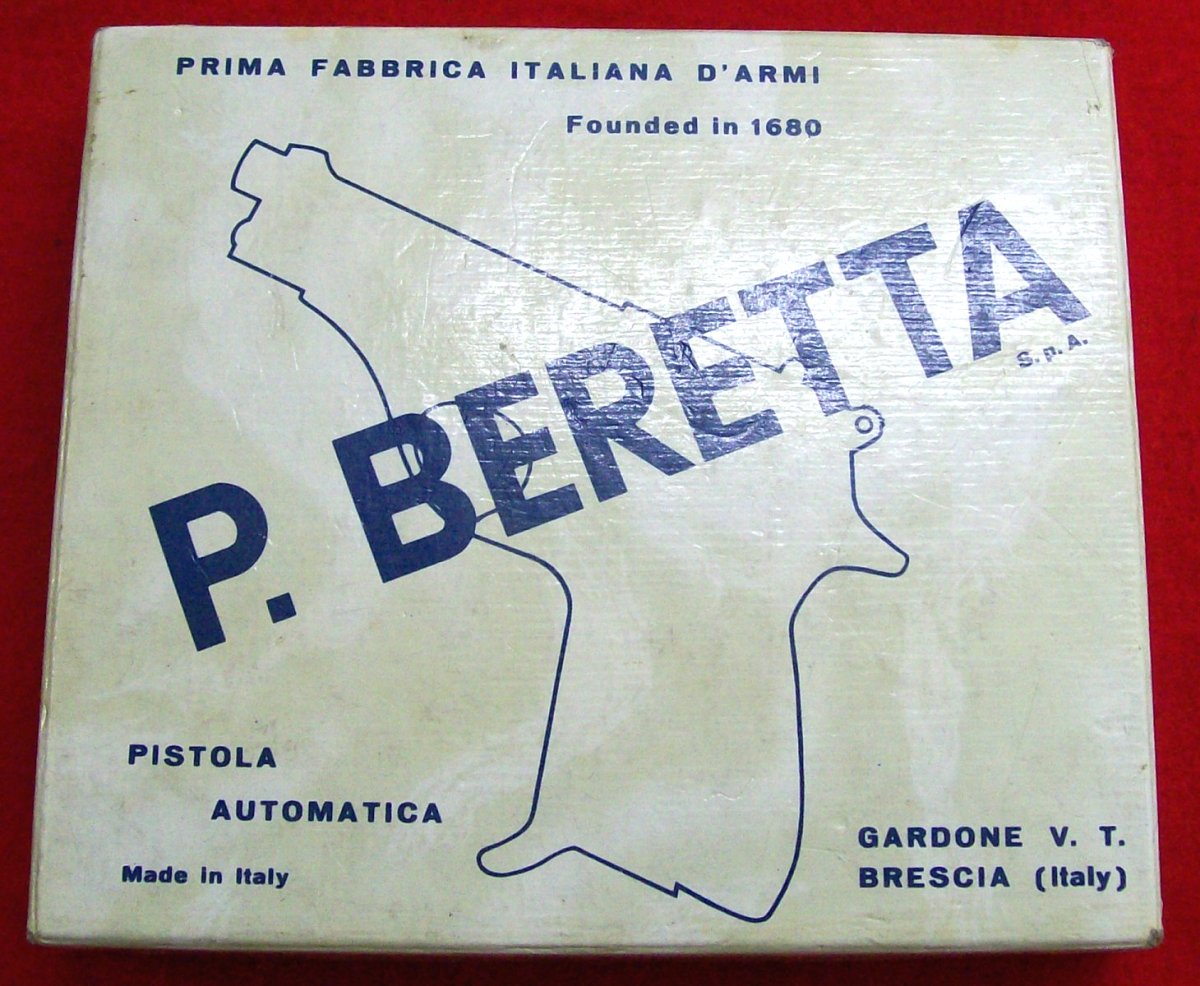 PRIMA FABBRICA ITALIANA D'ARMI
Founded in 1680
P. BERETTA
S.p.A.
PISTOLA
AUTOMATICA
Made in Italy
GARDONE V. T.
BRESCIA (Italy)